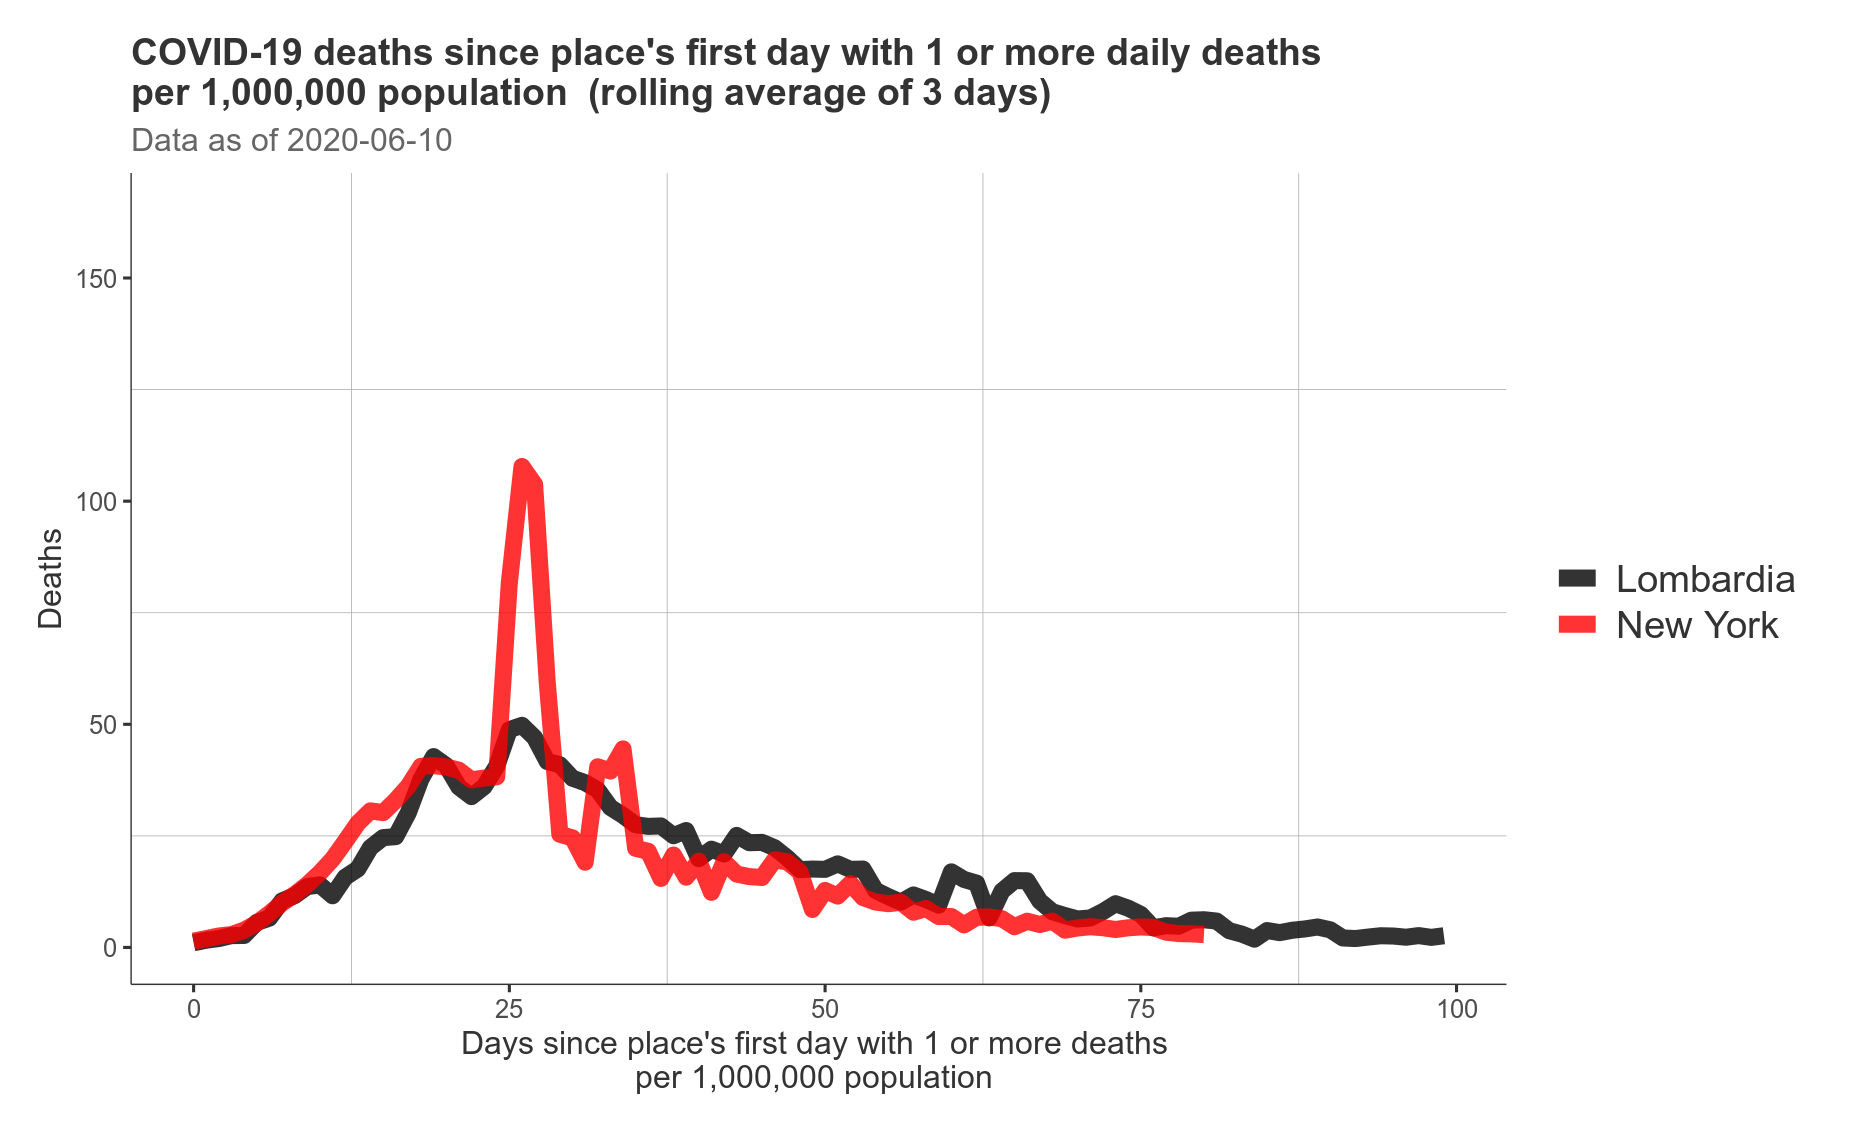 COVID-19 deaths since place's first day with 1 or more daily deaths
per 1,000,000 population  (rolling average of 3 days)
Data as of 2020-06-10
150
100
50
0
Deaths
0
25
50
75
100
Days since place's first day with 1 or more deaths
per 1,000,000 population
Lombardia
New York